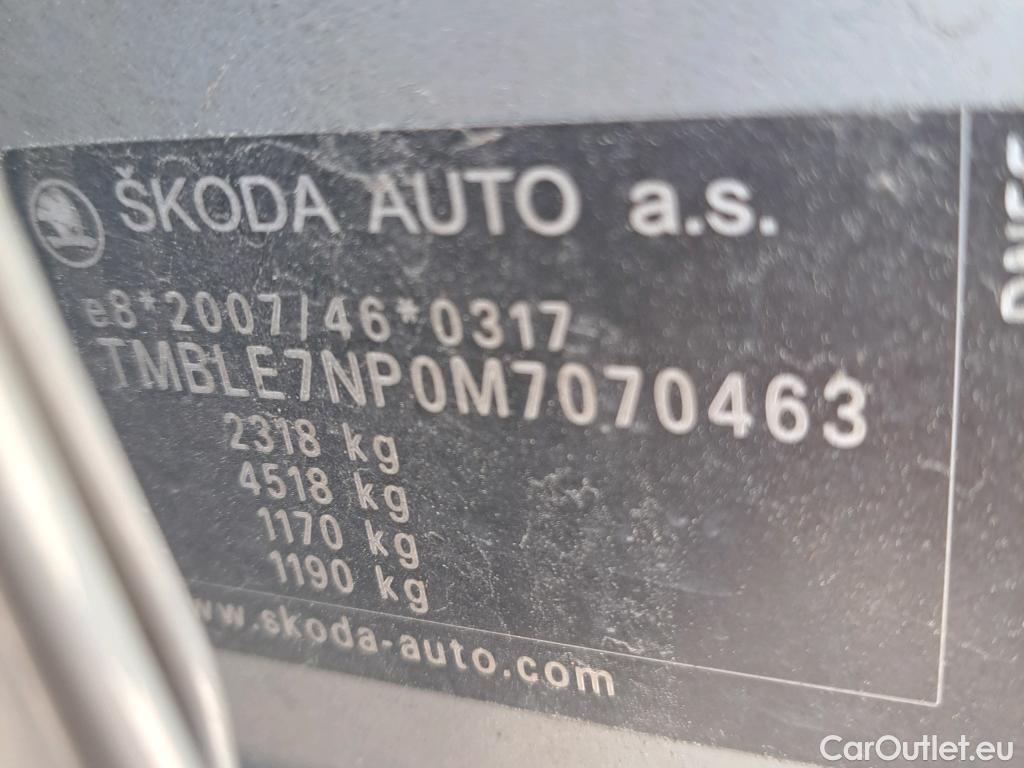 ŠKODA AUTO a.s.
e8*2007/46*0317
TMBLE7NP0M7070463
2318 kg
4518 kg
1170 kg
1190 kg
www.skoda-auto.com
CarOutlet.eu